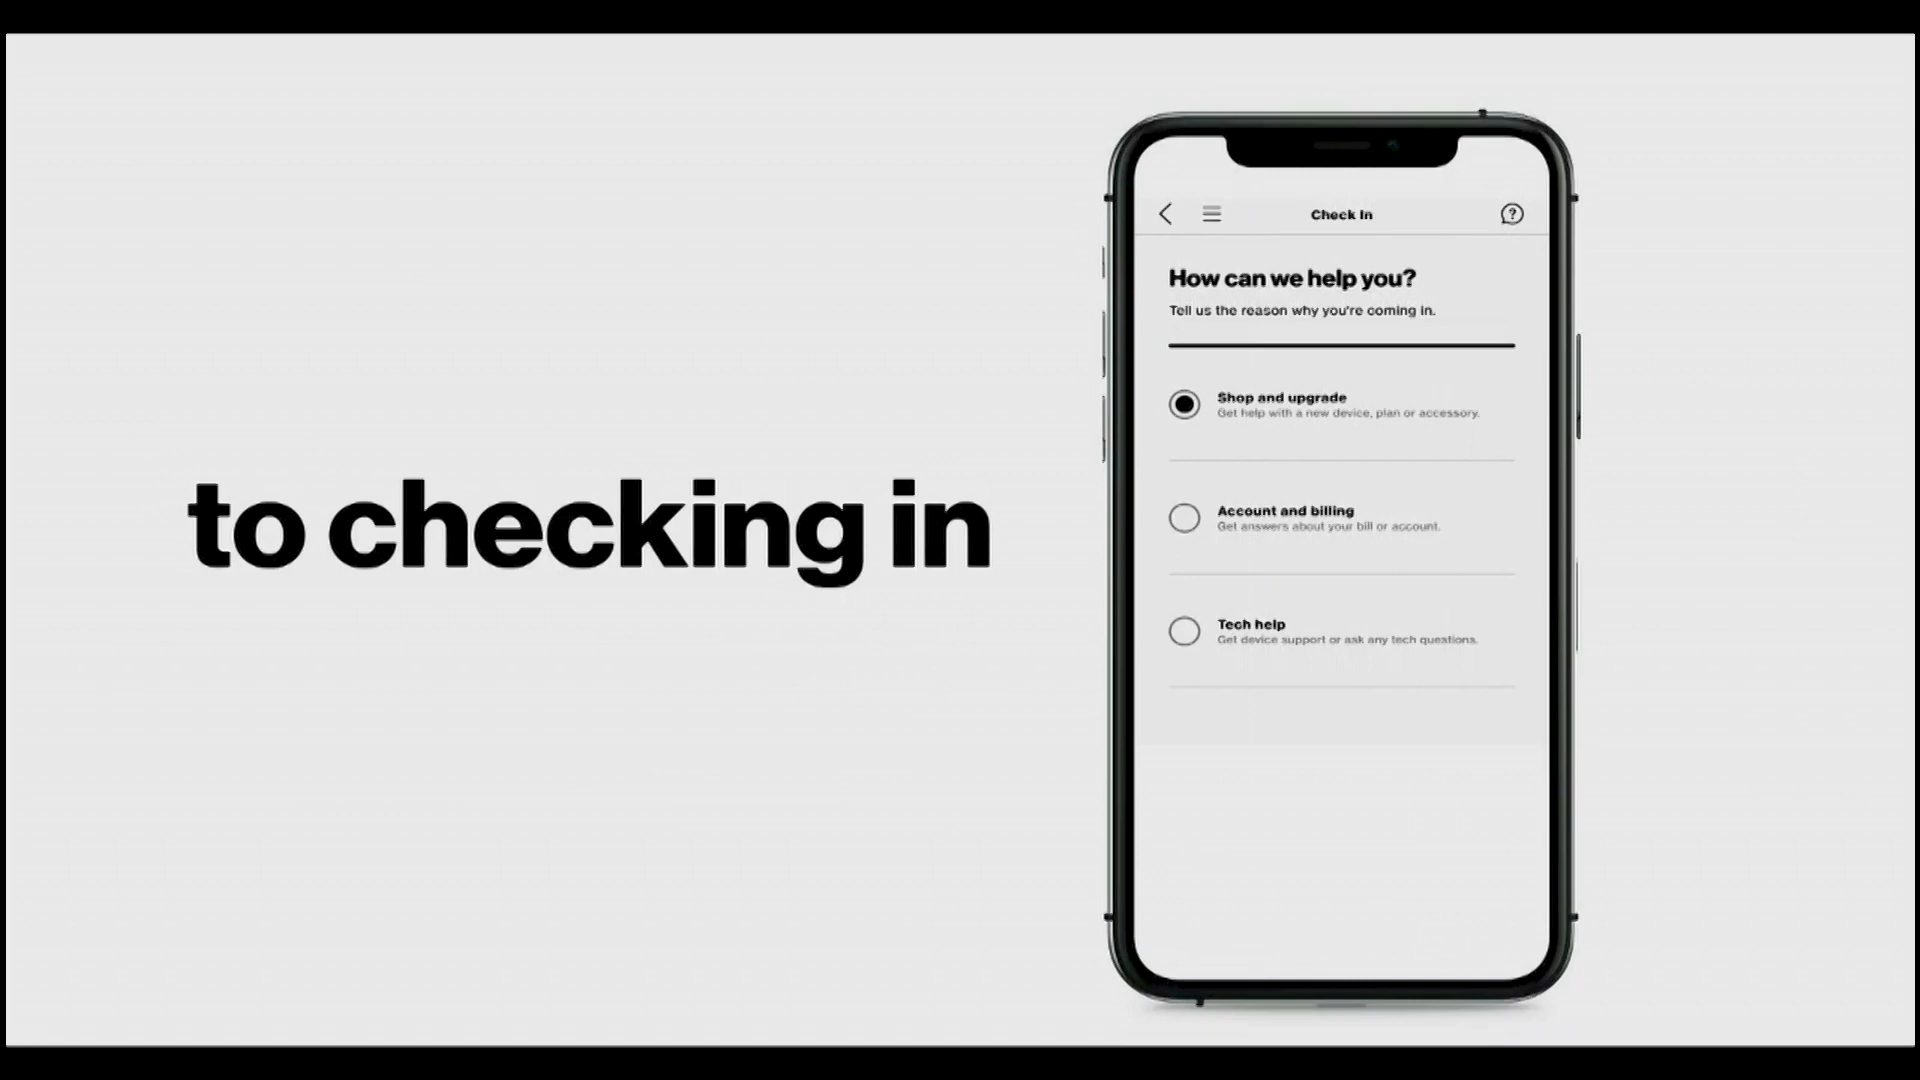 to checking in
Check In
How can we help you?
Tell us the reason why you're coming in.
Shop and upgrade
Get help with a new device, plan or accessory.
Account and billing
Get answers about your bill or account.
Tech help
Get device support or ask any tech questions.